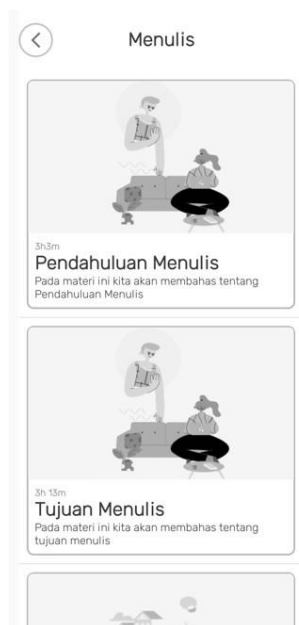 Menulis
3h3m
Pendahuluan Menulis
Pada materi ini kita akan membahas tentang
Pendahuluan Menulis
3h 13m
Tujuan Menulis
Pada materi ini kita akan membahas tentang
tujuan menulis